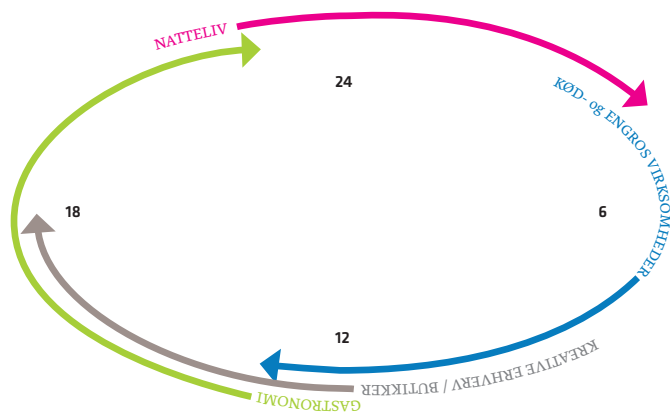 NATTELIV
24
KØD- og ENGROS VIRKSOMHEDER
18
6
12
KREATIVE ERHVERV / BUTIKKER
GASTRONOMI